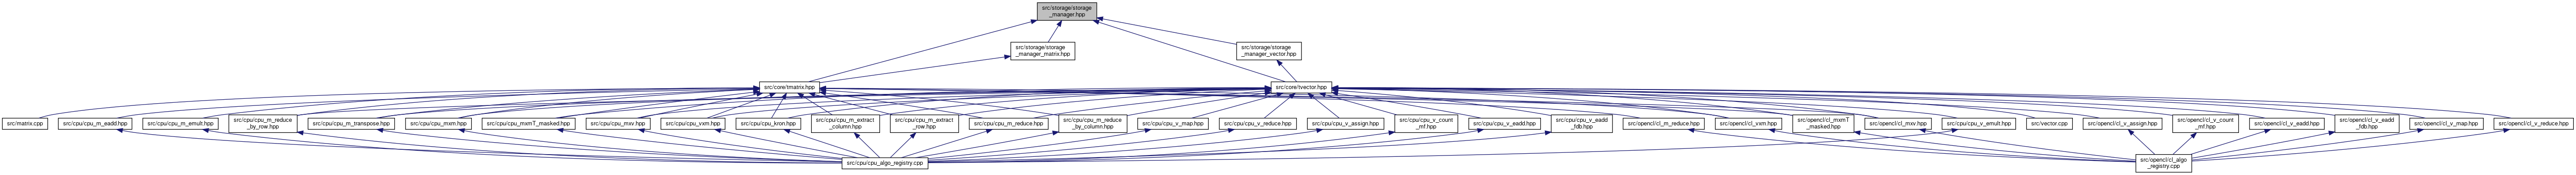 src/storage/storage
_manager.hpp
src/storage/storage
_manager_matrix.hpp
src/storage/storage
_manager_vector.hpp
src/core/tmatrix.hpp
src/core/tvector.hpp
src/matrix.cpp
src/cpu/cpu_m_eadd.hpp
src/cpu/cpu_m_emult.hpp
src/cpu/cpu_m_reduce
_by_row.hpp
src/cpu/cpu_m_transpose.hpp
src/cpu/cpu_mxm.hpp
src/cpu/cpu_mxmT_masked.hpp
src/cpu/cpu_mxv.hpp
src/cpu/cpu_vxm.hpp
src/cpu/cpu_kron.hpp
src/cpu/cpu_m_extract
_column.hpp
src/cpu/cpu_m_extract
_row.hpp
src/cpu/cpu_m_reduce.hpp
src/cpu/cpu_m_reduce
_by_column.hpp
src/cpu/cpu_v_map.hpp
src/cpu/cpu_v_reduce.hpp
src/cpu/cpu_v_assign.hpp
src/cpu/cpu_v_count
_mf.hpp
src/cpu/cpu_v_eadd.hpp
src/cpu/cpu_v_eadd
_fdb.hpp
src/opencl/cl_m_reduce.hpp
src/opencl/cl_vxm.hpp
src/opencl/cl_mxmT
_masked.hpp
src/opencl/cl_mxv.hpp
src/cpu/cpu_v_emult.hpp
src/vector.cpp
src/opencl/cl_v_assign.hpp
src/opencl/cl_v_count
_mf.hpp
src/opencl/cl_v_eadd.hpp
src/opencl/cl_v_eadd
_fdb.hpp
src/opencl/cl_v_map.hpp
src/opencl/cl_v_reduce.hpp
src/cpu/cpu_algo_registry.cpp
src/opencl/cl_algo
_registry.cpp